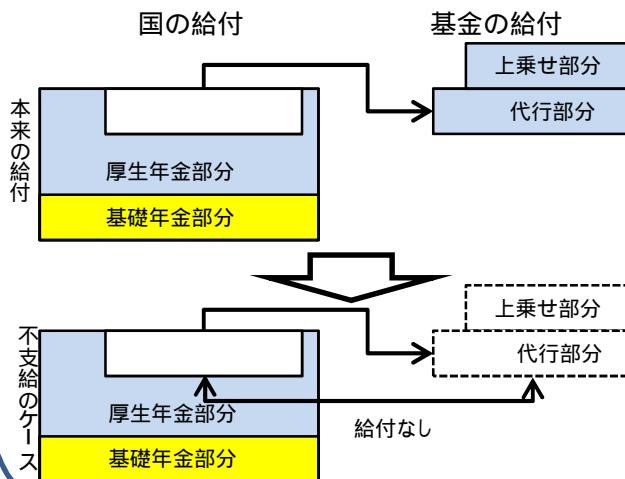 国の給付
基金の給付
本来の給付
上乗せ部分
代行部分
厚生年金部分
基礎年金部分
不支給のケース
上乗せ部分
代行部分
厚生年金部分
給付なし
基礎年金部分